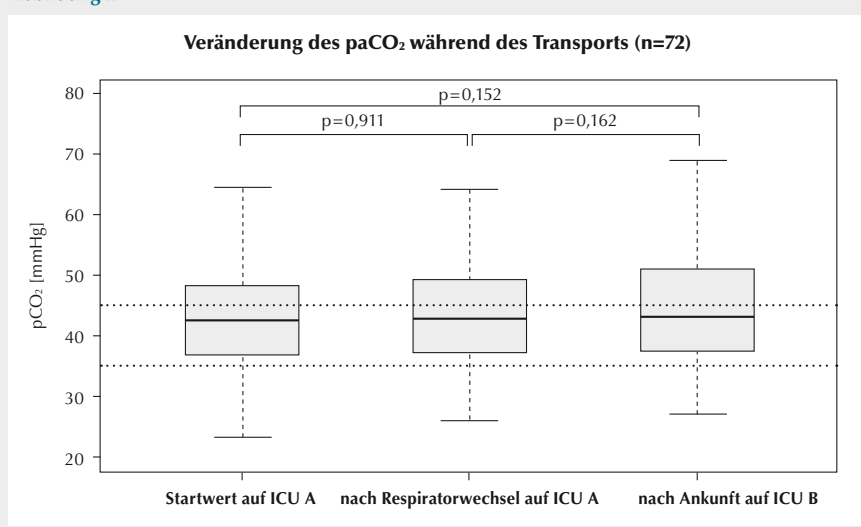 Veränderung des paCO₂ während des Transports (n=72)
p=0,152
p=0,911
p=0,162
pCO₂ [mmHg]
80
70
60
50
40
30
20
Startwert auf ICU A
nach Respiratorwechsel auf ICU A
nach Ankunft auf ICU B